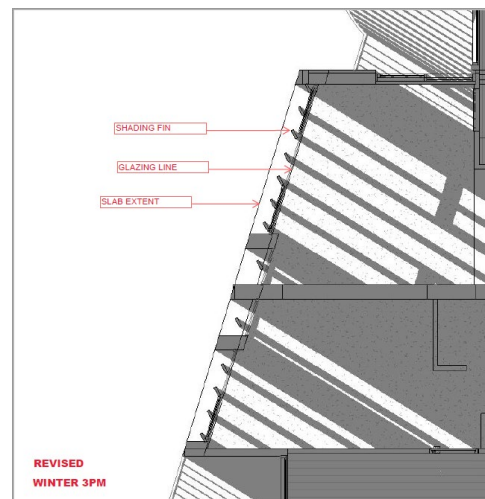 SHADING FIN
GLAZING LINE
SLAB EXTENT
REVISED
WINTER 3PM